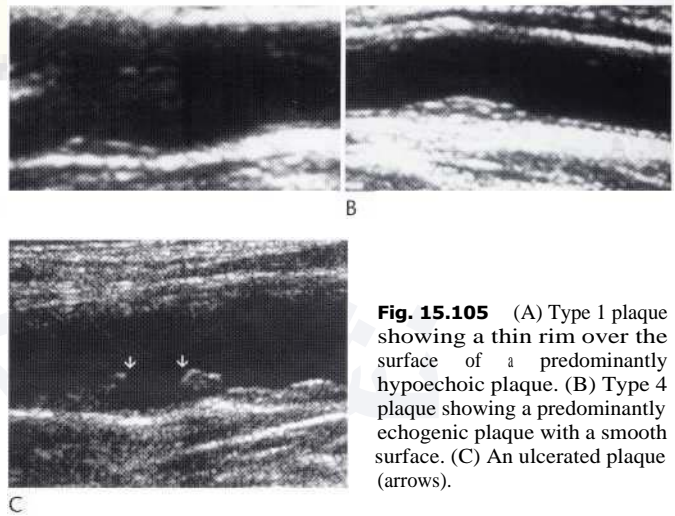 B
C
Fig. 15.105 (A) Type 1 plaque
showing a thin rim over the
surface of a predominantly
hypoechoic plaque. (B) Type 4
plaque showing a predominantly
echogenic plaque with a smooth
surface. (C) An ulcerated plaque
(arrows).